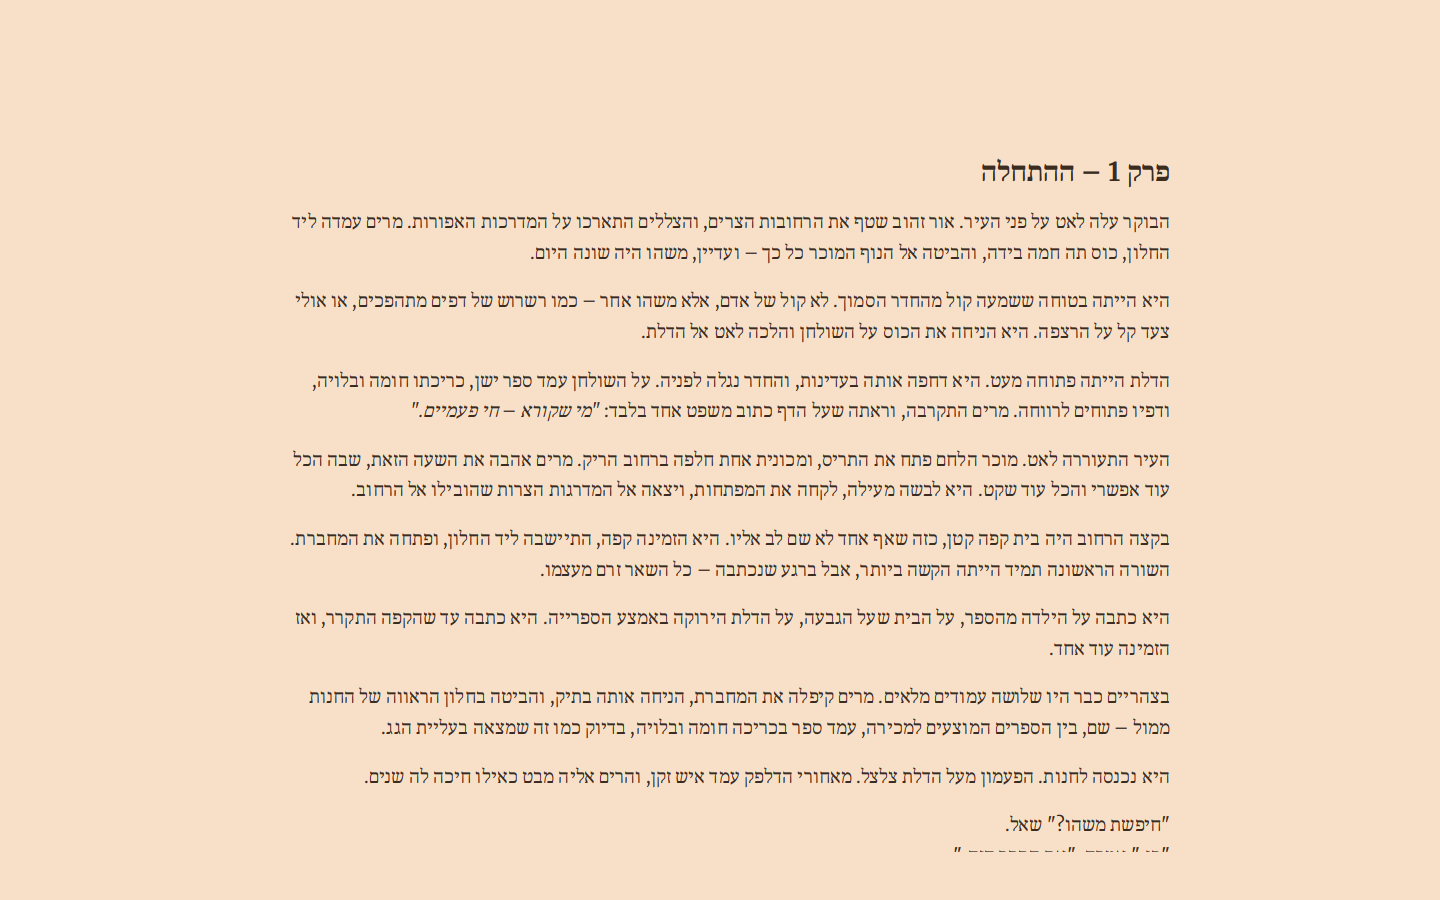 פרק 1 – ההתחלה
הבוקר עלה לאט על פני העיר. אור זהוב שטף את הרחובות הצרים, והצללים התארכו על המדרכות האפורות. מרים עמדה ליד
החלון, כוס תה חמה בידה, והביטה אל הנוף המוכר כל כך – ועדיין, משהו היה שונה היום.
היא הייתה בטוחה ששמעה קול מהחדר הסמוך. לא קול של אדם, אלא משהו אחר – כמו רשרוש של דפים מתהפכים, או אולי
צעד קל על הרצפה. היא הניחה את הכוס על השולחן והלכה לאט אל הדלת.
הדלת הייתה פתוחה מעט. היא דחפה אותה בעדינות, והחדר נגלה לפניה. על השולחן עמד ספר ישן, כריכתו חומה ובלויה,
ודפיו פתוחים לרווחה. מרים התקרבה, וראתה שעל הדף כתוב משפט אחד בלבד: "מי שקורא – חי פעמיים."
העיר התעוררה לאט. מוכר הלחם פתח את התריס, ומכונית אחת חלפה ברחוב הריק. מרים אהבה את השעה הזאת, שבה הכל
עוד אפשרי והכל עוד שקט. היא לבשה מעילה, לקחה את המפתחות, ויצאה אל המדרגות הצרות שהובילו אל הרחוב.
בקצה הרחוב היה בית קפה קטן, כזה שאף אחד לא שם לב אליו. היא הזמינה קפה, התיישבה ליד החלון, ופתחה את המחברת.
השורה הראשונה תמיד הייתה הקשה ביותר, אבל ברגע שנכתבה – כל השאר זרם מעצמו.
היא כתבה על הילדה מהספר, על הבית שעל הגבעה, על הדלת הירוקה באמצע הספרייה. היא כתבה עד שהקפה התקרר, ואז
הזמינה עוד אחד.
בצהריים כבר היו שלושה עמודים מלאים. מרים קיפלה את המחברת, הניחה אותה בתיק, והביטה בחלון הראווה של החנות
ממול – שם, בין הספרים המוצעים למכירה, עמד ספר בכריכה חומה ובלויה, בדיוק כמו זה שמצאה בעליית הגג.
היא נכנסה לחנות. הפעמון מעל הדלת צלצל. מאחורי הדלפק עמד איש זקן, והרים אליה מבט כאילו חיכה לה שנים.
"חיפשת משהו?" שאל.